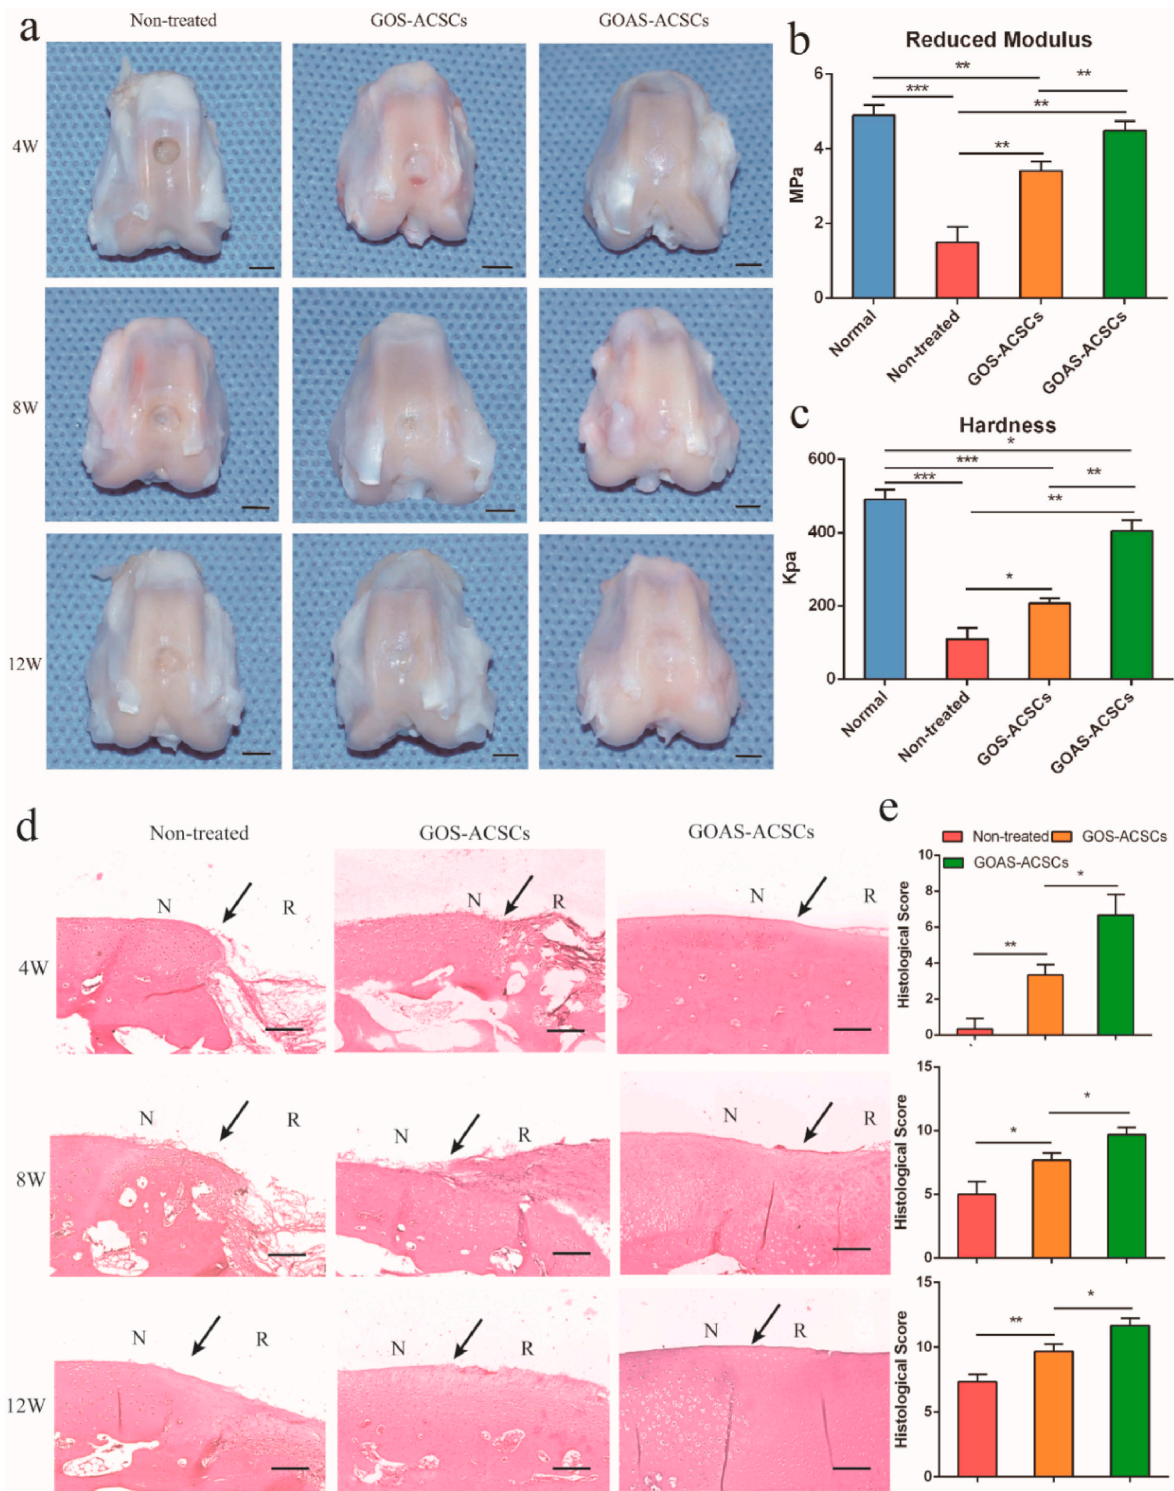 a
Non-treated
GOS-ACSCs
GOAS-ACSCs
4W
8W
12W
b
Reduced Modulus
**
**
***
**
**
6
4
2
0
MPa
Normal
Non-treated
GOS-ACSCs
GOAS-ACSCs
c
Hardness
*
***
**
***
**
*
600
400
200
0
Kpa
Normal
Non-treated
GOS-ACSCs
GOAS-ACSCs
d
Non-treated
GOS-ACSCs
GOAS-ACSCs
4W
N
R
N
R
N
R
8W
N
R
N
R
N
R
12W
N
R
N
R
N
R
e
Non-treated
GOS-ACSCs
GOAS-ACSCs
10
8
6
4
2
0
Histological Score
*
**
15
10
5
0
Histological Score
*
*
15
10
5
0
Histological Score
*
**